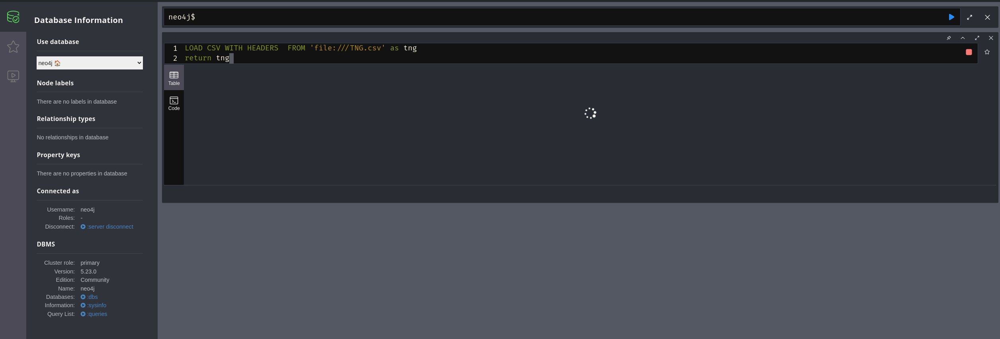 Database Information
Use database
neo4j 🏠
Node labels
There are no labels in database
Relationship types
No relationships in database
Property keys
There are no properties in database
Connected as
Username: neo4j
Roles: -
Disconnect: :server disconnect
DBMS
Cluster role: primary
Version: 5.23.0
Edition: Community
Name: neo4j
Databases: :dbs
Information: :sysinfo
Query List: :queries
neo4j$
1 LOAD CSV WITH HEADERS  FROM 'file:///TNG.csv' as tng
2 return tng
Table
Code